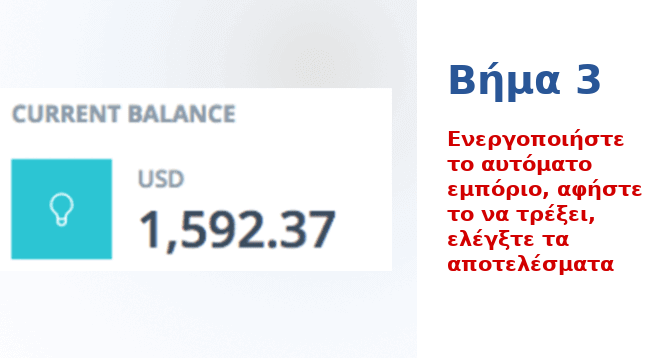 CURRENT BALANCE
USD
1,592.37
Βήμα 3
Ενεργοποιήστε
το αυτόματο
εμπόριο, αφήστε
το να τρέξει,
ελέγξτε τα
αποτελέσματα